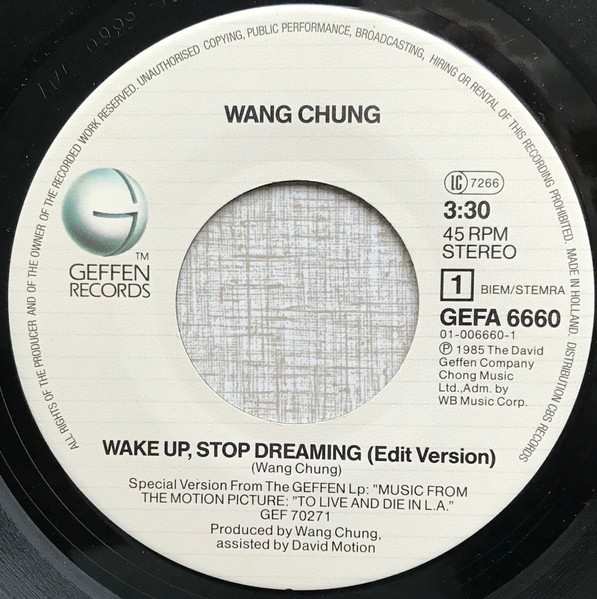 ALL RIGHTS OF THE PRODUCER AND OF THE OWNER OF THE RECORDED WORK RESERVED. UNAUTHORISED COPYING, PUBLIC PERFORMANCE, BROADCASTING, HIRING OR RENTAL OF THIS RECORDING PROHIBITED. MADE IN HOLLAND. DISTRIBUTION CBS RECORDS
WANG CHUNG
G
TM
GEFFEN
RECORDS
LC 7266
3:30
45 RPM
STEREO
1 BIEM/STEMRA
GEFA 6660
01-006660-1
℗ 1985 The David
Geffen Company
Chong Music
Ltd., Adm. by
WB Music Corp.
WAKE UP, STOP DREAMING (Edit Version)
(Wang Chung)
Special Version From The GEFFEN Lp: "MUSIC FROM
THE MOTION PICTURE: "TO LIVE AND DIE IN L.A."
GEF 70271
Produced by Wang Chung,
assisted by David Motion